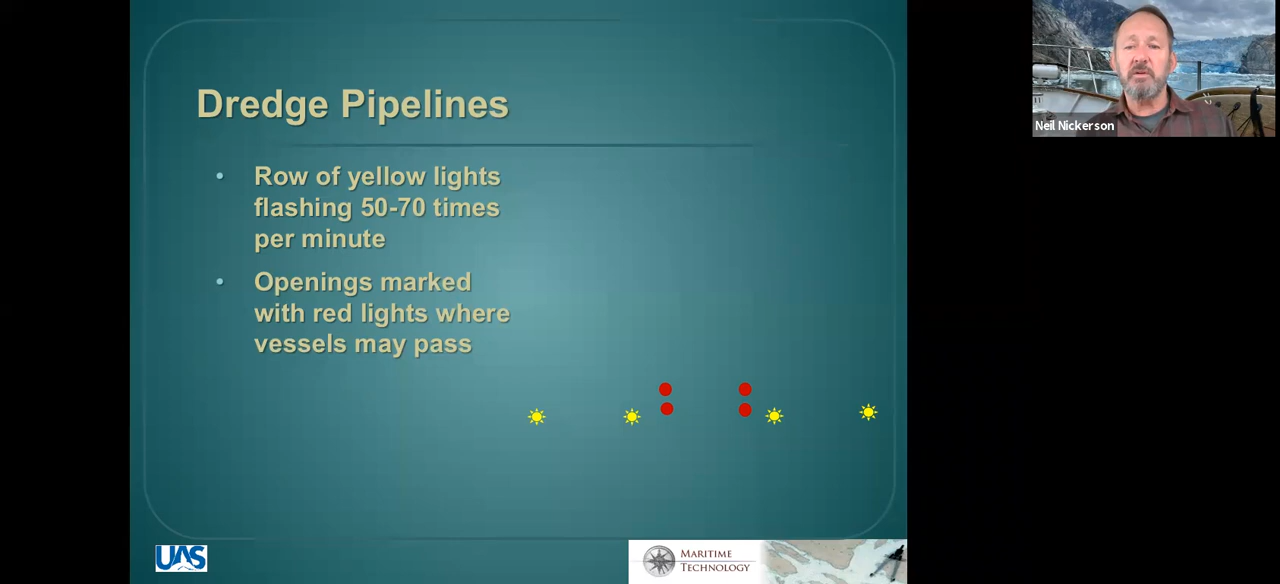 Dredge Pipelines
Row of yellow lights
flashing 50-70 times
per minute
Openings marked
with red lights where
vessels may pass
Neil Nickerson
UAS
MARITIME
TECHNOLOGY